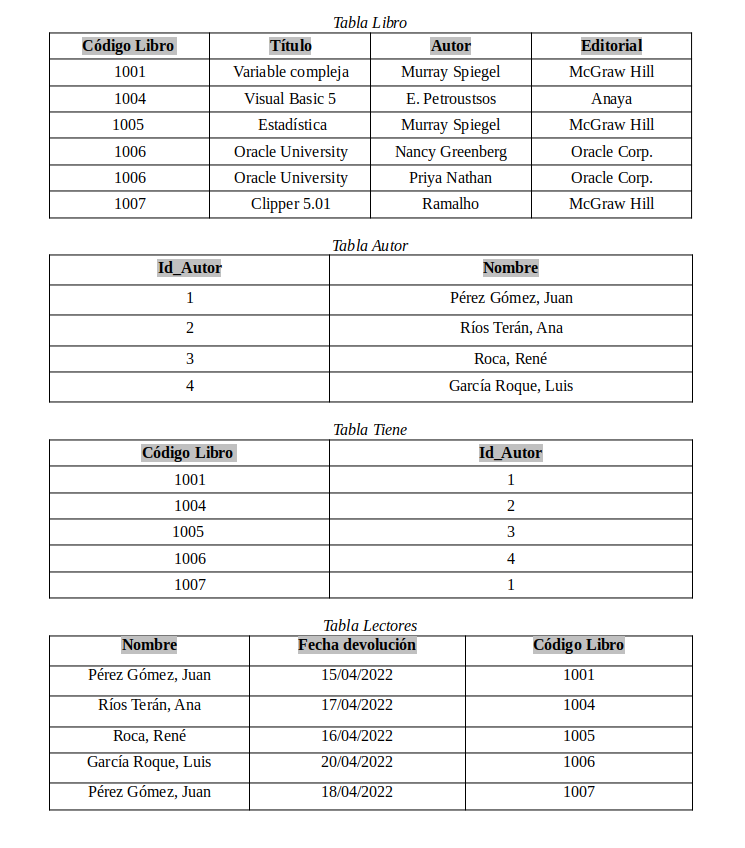 Tabla Libro
Código Libro Título Autor Editorial
1001 Variable compleja Murray Spiegel McGraw Hill
1004 Visual Basic 5 E. Petroustsos Anaya
1005 Estadística Murray Spiegel McGraw Hill
1006 Oracle University Nancy Greenberg Oracle Corp.
1006 Oracle University Priya Nathan Oracle Corp.
1007 Clipper 5.01 Ramalho McGraw Hill
Tabla Autor
Id_Autor Nombre
1 Pérez Gómez, Juan
2 Ríos Terán, Ana
3 Roca, René
4 García Roque, Luis
Tabla Tiene
Código Libro Id_Autor
1001 1
1004 2
1005 3
1006 4
1007 1
Tabla Lectores
Nombre Fecha devolución Código Libro
Pérez Gómez, Juan 15/04/2022 1001
Ríos Terán, Ana 17/04/2022 1004
Roca, René 16/04/2022 1005
García Roque, Luis 20/04/2022 1006
Pérez Gómez, Juan 18/04/2022 1007